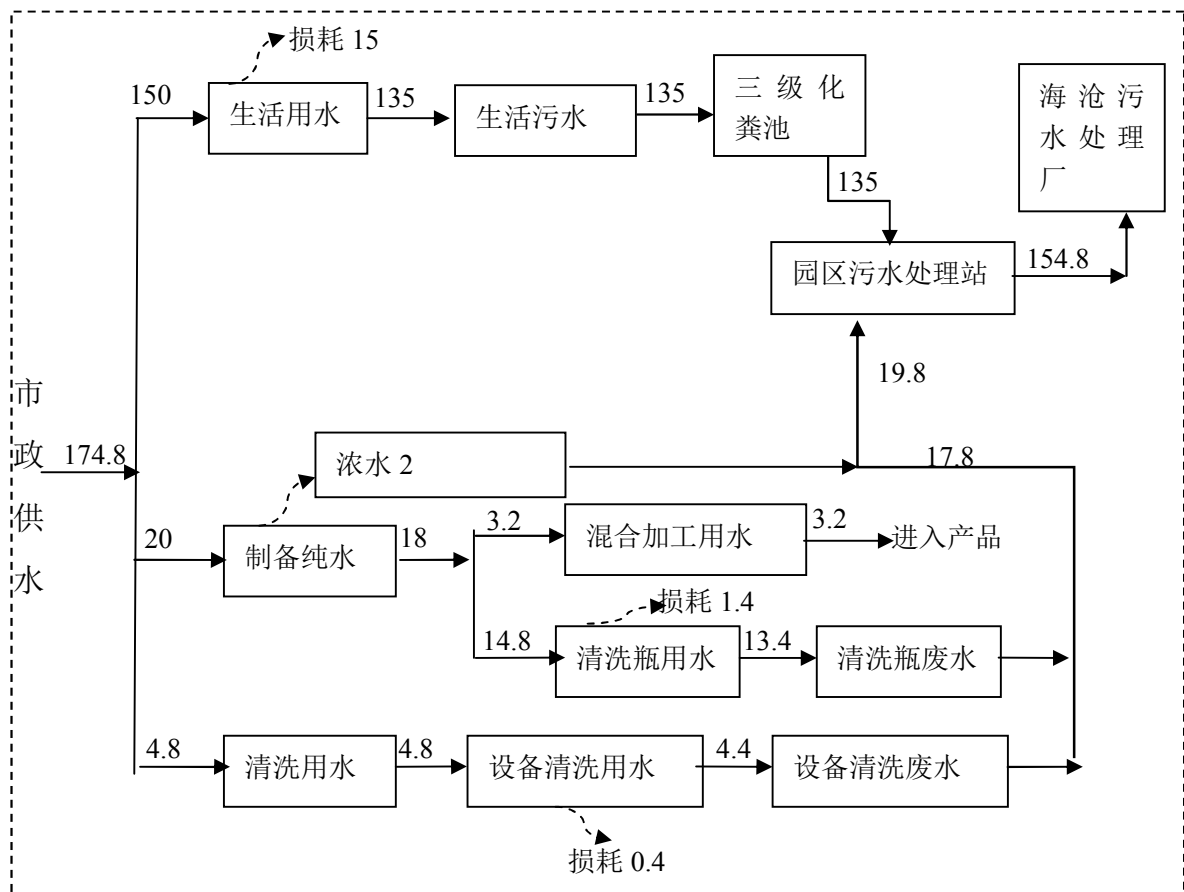 损耗 15
150
生活用水
135
生活污水
135
三级化
粪池
海沧污
水处理
厂
135
园区污水处理站
154.8
19.8
市
政
供
水
174.8
浓水 2
17.8
20
制备纯水
18
3.2
混合加工用水
3.2
进入产品
损耗 1.4
14.8
清洗瓶用水
13.4
清洗瓶废水
4.8
清洗用水
4.8
设备清洗用水
4.4
设备清洗废水
损耗 0.4